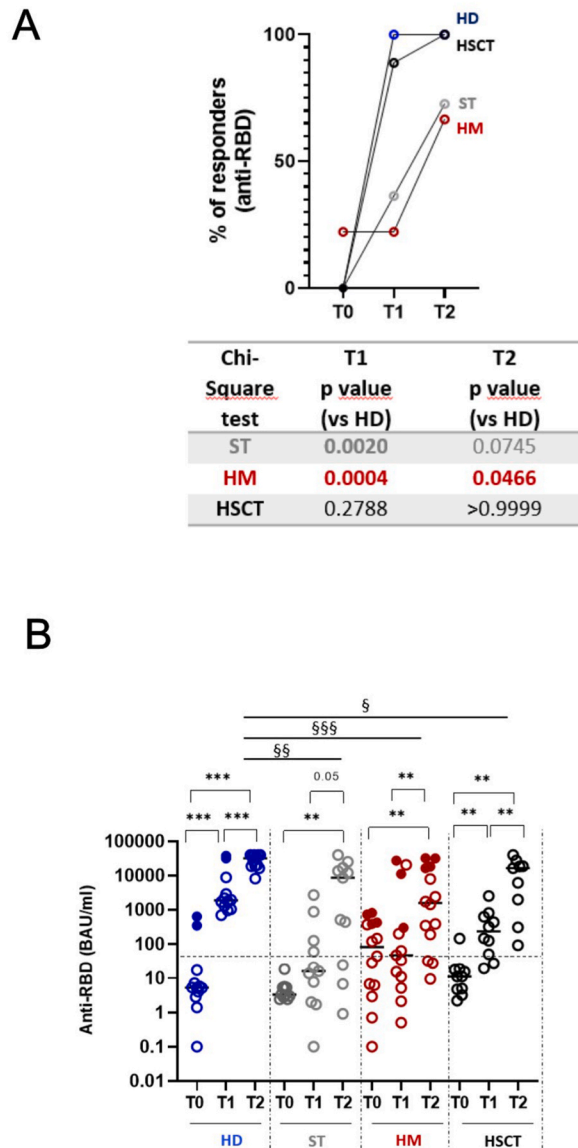 A
% of responders
(anti-RBD)
100
50
0
HD
HSCT
ST
HM
T0 T1 T2
Chi- T1 T2
Square p value p value
test (vs HD) (vs HD)
ST 0.0020 0.0745
HM 0.0004 0.0466
HSCT 0.2788 >0.9999
B
§
§§§
§§
*** 0.05 ** **
*** *** ** ** ** **
Anti-RBD (BAU/ml)
100000
10000
1000
100
10
1
0.1
0.01
T0 T1 T2 T0 T1 T2 T0 T1 T2 T0 T1 T2
HD ST HM HSCT